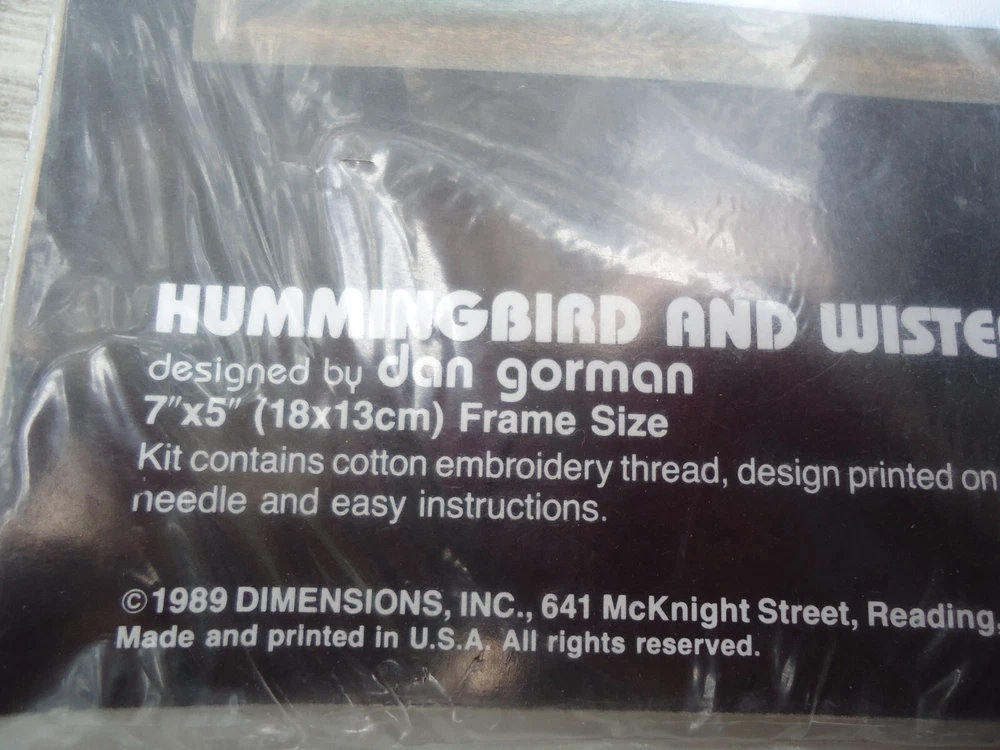 HUMMINGBIRD AND WISTE
designed by dan gorman
7"x5" (18x13cm) Frame Size
Kit contains cotton embroidery thread, design printed on
needle and easy instructions.
©1989 DIMENSIONS, INC., 641 McKnight Street, Reading,
Made and printed in U.S.A. All rights reserved.